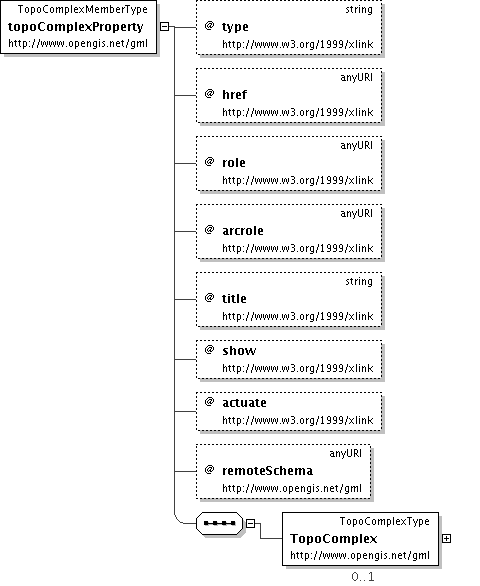 TopoComplexMemberType
topoComplexProperty
http://www.opengis.net/gml
string
@ type
http://www.w3.org/1999/xlink
anyURI
@ href
http://www.w3.org/1999/xlink
anyURI
@ role
http://www.w3.org/1999/xlink
anyURI
@ arcrole
http://www.w3.org/1999/xlink
string
@ title
http://www.w3.org/1999/xlink
@ show
http://www.w3.org/1999/xlink
@ actuate
http://www.w3.org/1999/xlink
anyURI
@ remoteSchema
http://www.opengis.net/gml
TopoComplexType
TopoComplex
http://www.opengis.net/gml
0..1